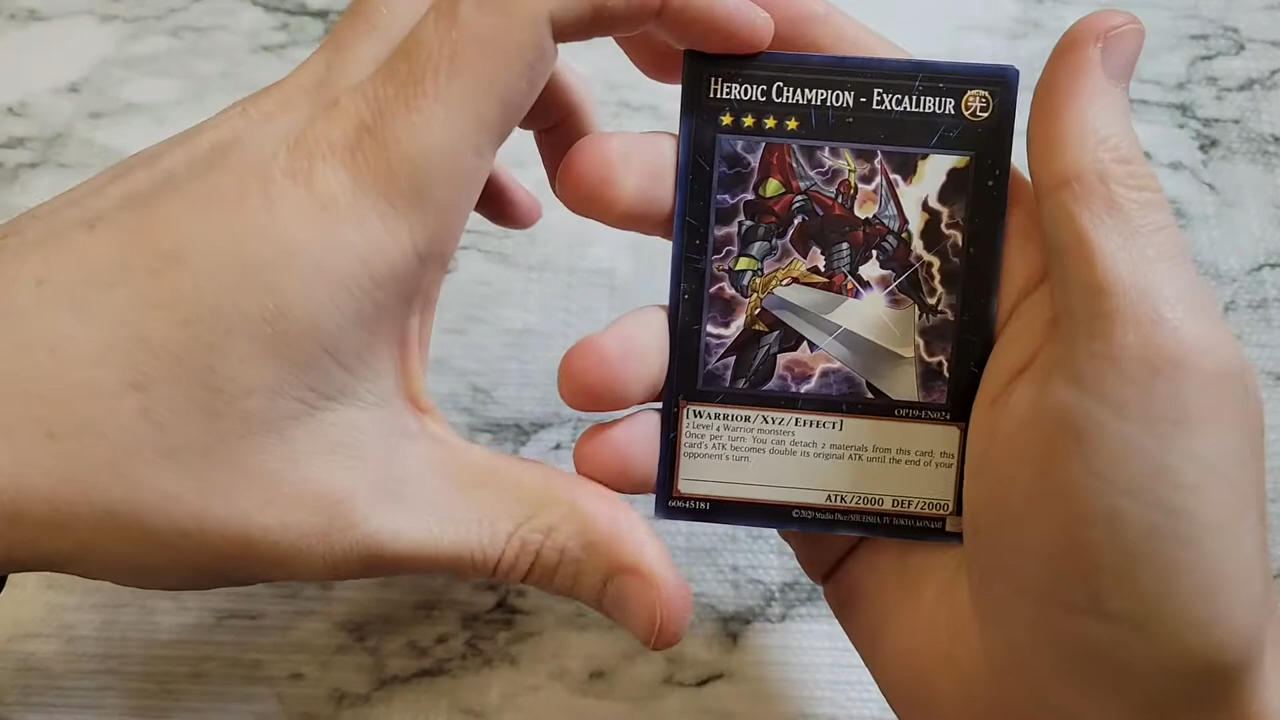 HEROIC CHAMPION - EXCALIBUR
LIGHT
光
OP19-EN024
[WARRIOR/XYZ/EFFECT]
2 Level 4 Warrior monsters
Once per turn: You can detach 2 materials from this card; this
card's ATK becomes double its original ATK until the end of your
opponent's turn.
ATK/2000 DEF/2000
60645181
©2020 Studio Dice/SHUEISHA, TV TOKYO, KONAMI